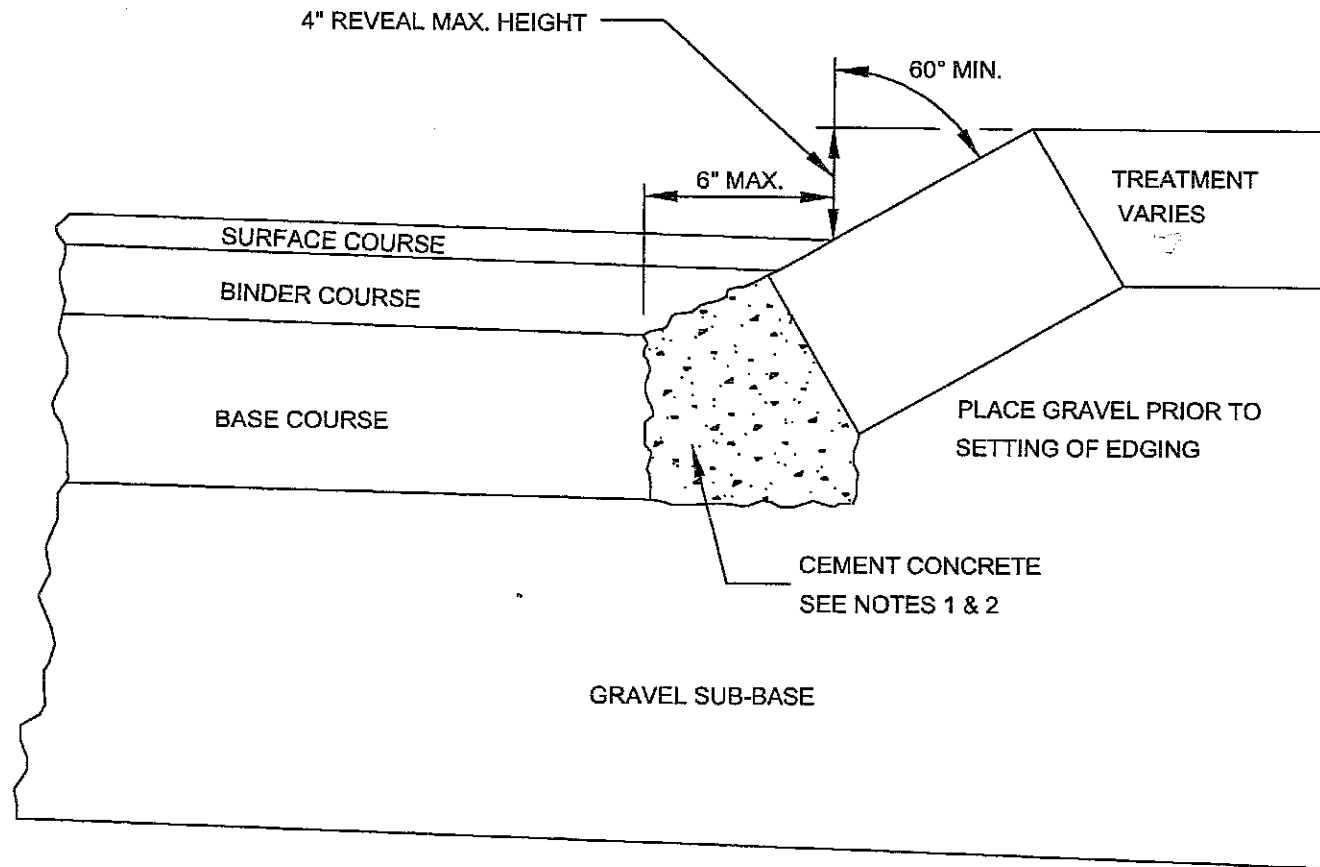 4" REVEAL MAX. HEIGHT
60° MIN.
6" MAX.
TREATMENT
VARIES
SURFACE COURSE
BINDER COURSE
BASE COURSE
PLACE GRAVEL PRIOR TO
SETTING OF EDGING
CEMENT CONCRETE
SEE NOTES 1 & 2
GRAVEL SUB-BASE